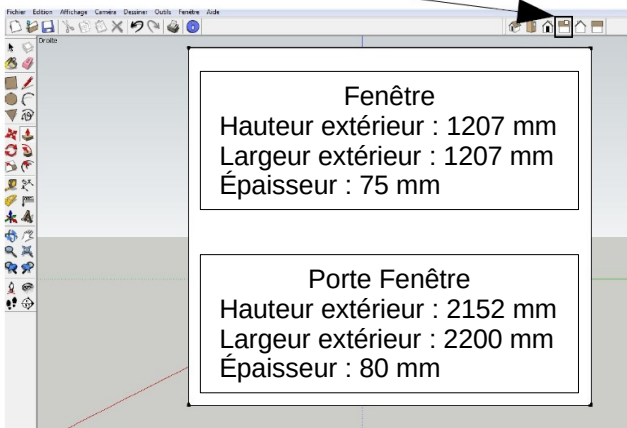 Fichier Edition Affichage Caméra Dessiner Outils Fenêtre Aide
Droite
Fenêtre
Hauteur extérieur : 1207 mm
Largeur extérieur : 1207 mm
Épaisseur : 75 mm
Porte Fenêtre
Hauteur extérieur : 2152 mm
Largeur extérieur : 2200 mm
Épaisseur : 80 mm